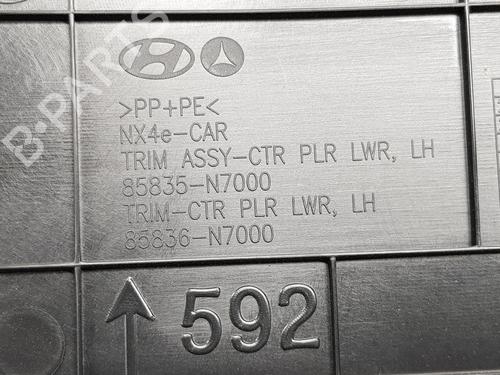 B-PARTS
>PP+PE<
NX4e-CAR
TRIM ASSY-CTR PLR LWR, LH
85835-N7000
TRIM-CTR PLR LWR, LH
85836-N7000
592